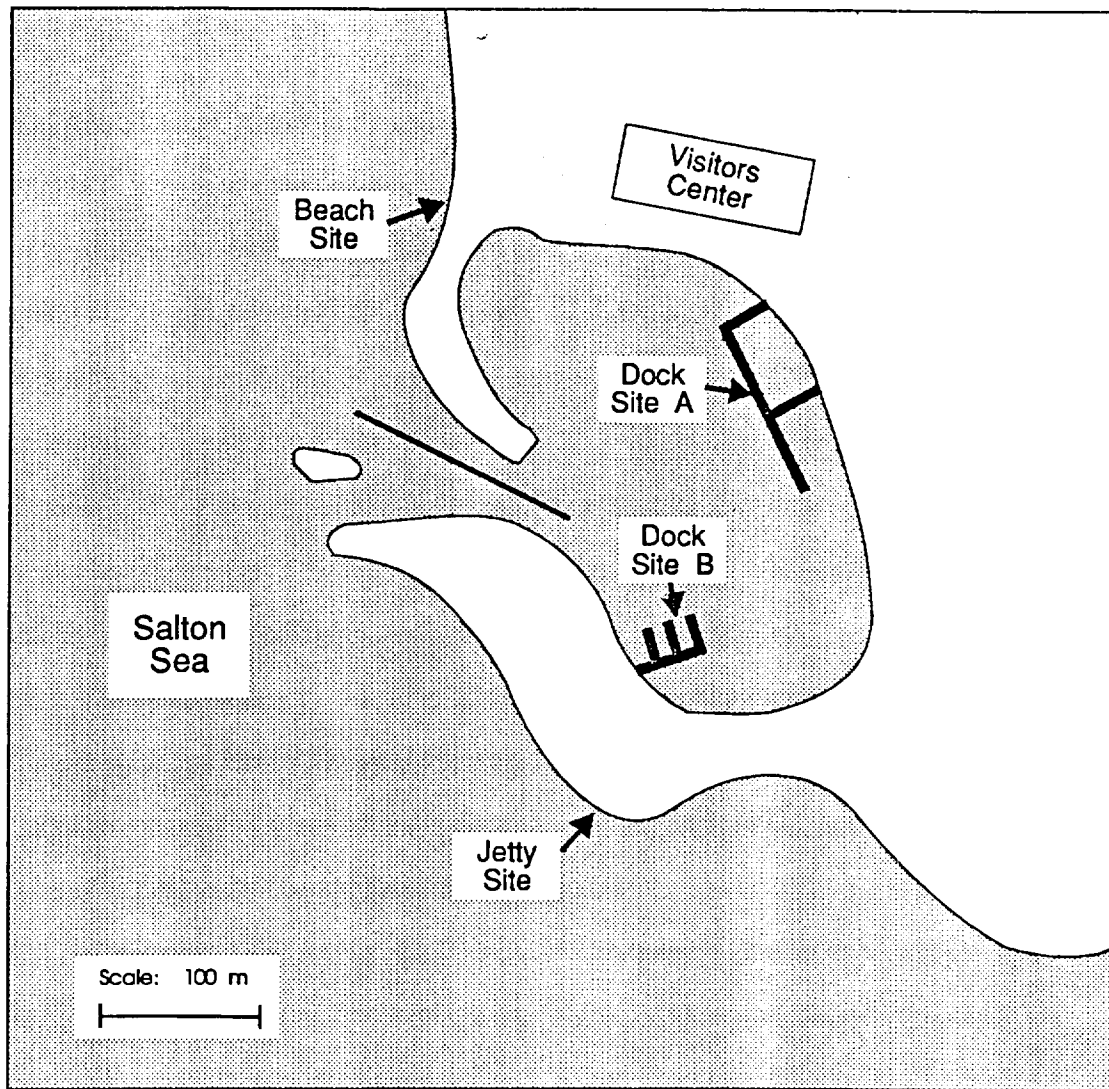 Visitors
Center
Beach
Site
Dock
Site A
Dock
Site B
Salton
Sea
Jetty
Site
Scale: 100 m